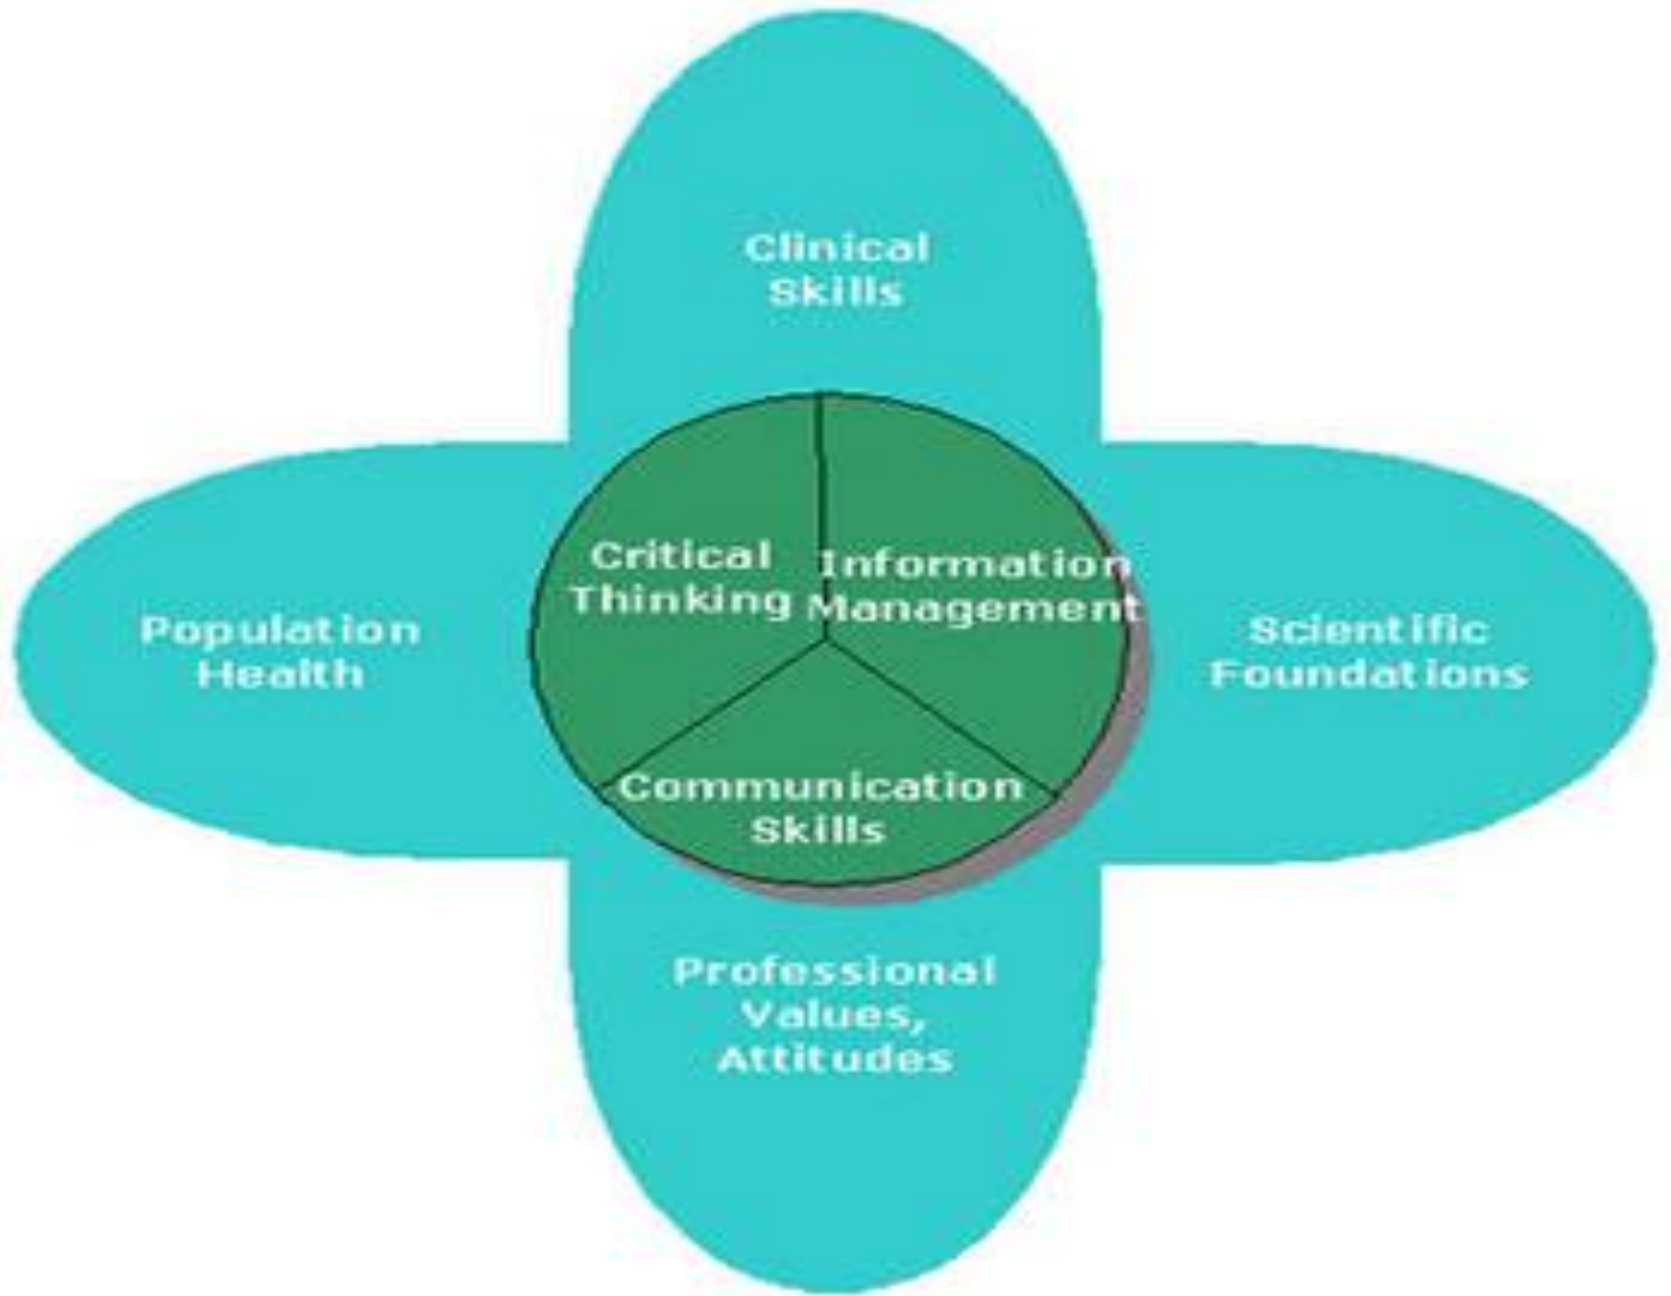 Clinical
Skills
Critical
Thinking
Information
Management
Population
Health
Scientific
Foundations
Communication
Skills
Professional
Values,
Attitudes